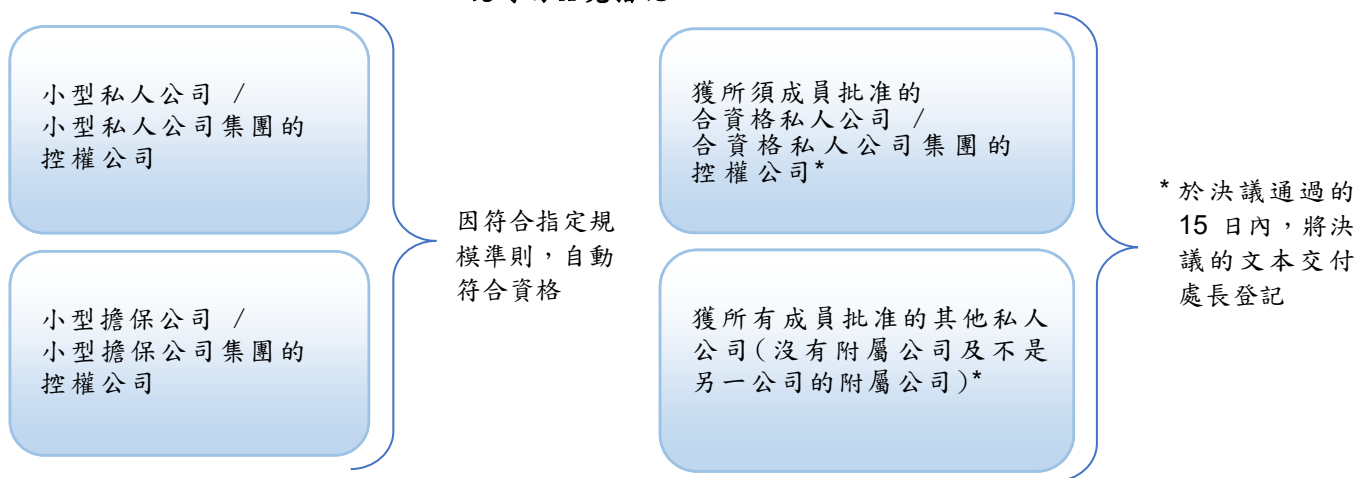 小型私人公司 /
小型私人公司集團的
控權公司
小型擔保公司 /
小型擔保公司集團的
控權公司
因符合指定規
模準則，自動
符合資格
獲所須成員批准的
合資格私人公司 /
合資格私人公司集團的
控權公司*
獲所有成員批准的其他私人
公司(沒有附屬公司及不是
另一公司的附屬公司)*
* 於決議通過的
15 日內，將決
議的文本交付
處長登記